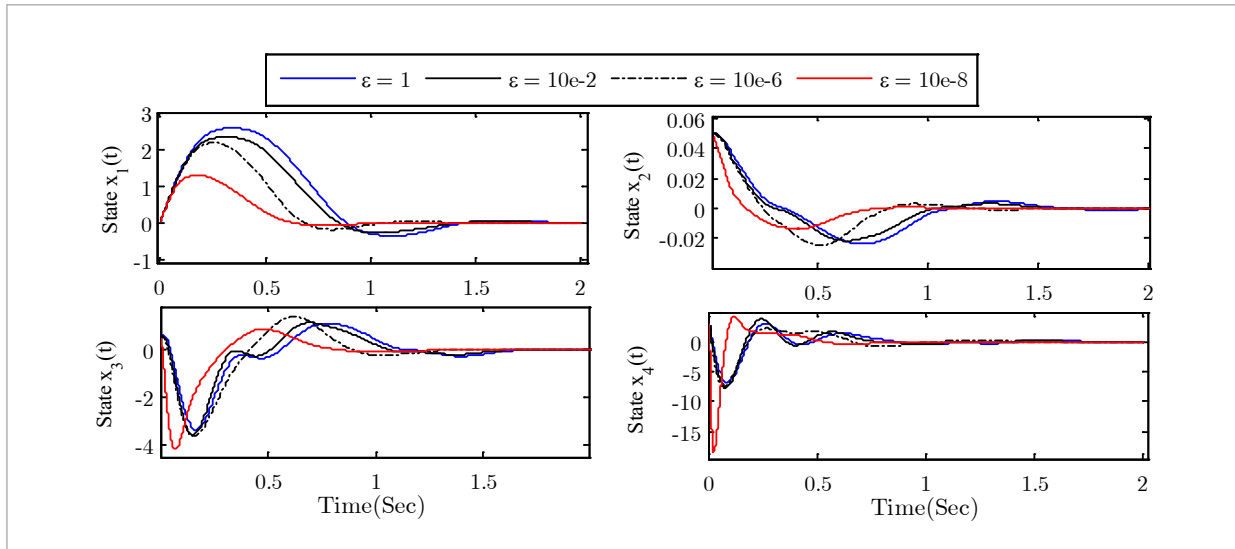 ε = 1 ε = 10e-2 ε = 10e-6 ε = 10e-8
State x1(t)
3
2
1
0
-1
0 0.5 1 1.5 2
State x2(t)
0.06
0.04
0.02
0
-0.02
0.5 1 1.5 2
State x3(t)
0
-2
-4
0.5 1 1.5
Time(Sec)
State x4(t)
0
-5
-10
-15
0 0.5 1 1.5 2
Time(Sec)